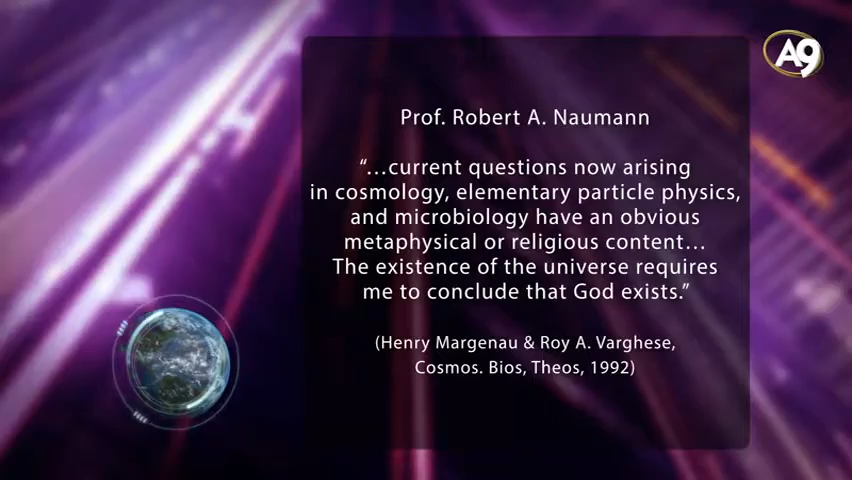 A9
Prof. Robert A. Naumann
“…current questions now arising
in cosmology, elementary particle physics,
and microbiology have an obvious
metaphysical or religious content…
The existence of the universe requires
me to conclude that God exists.”
(Henry Margenau & Roy A. Varghese,
Cosmos. Bios, Theos, 1992)